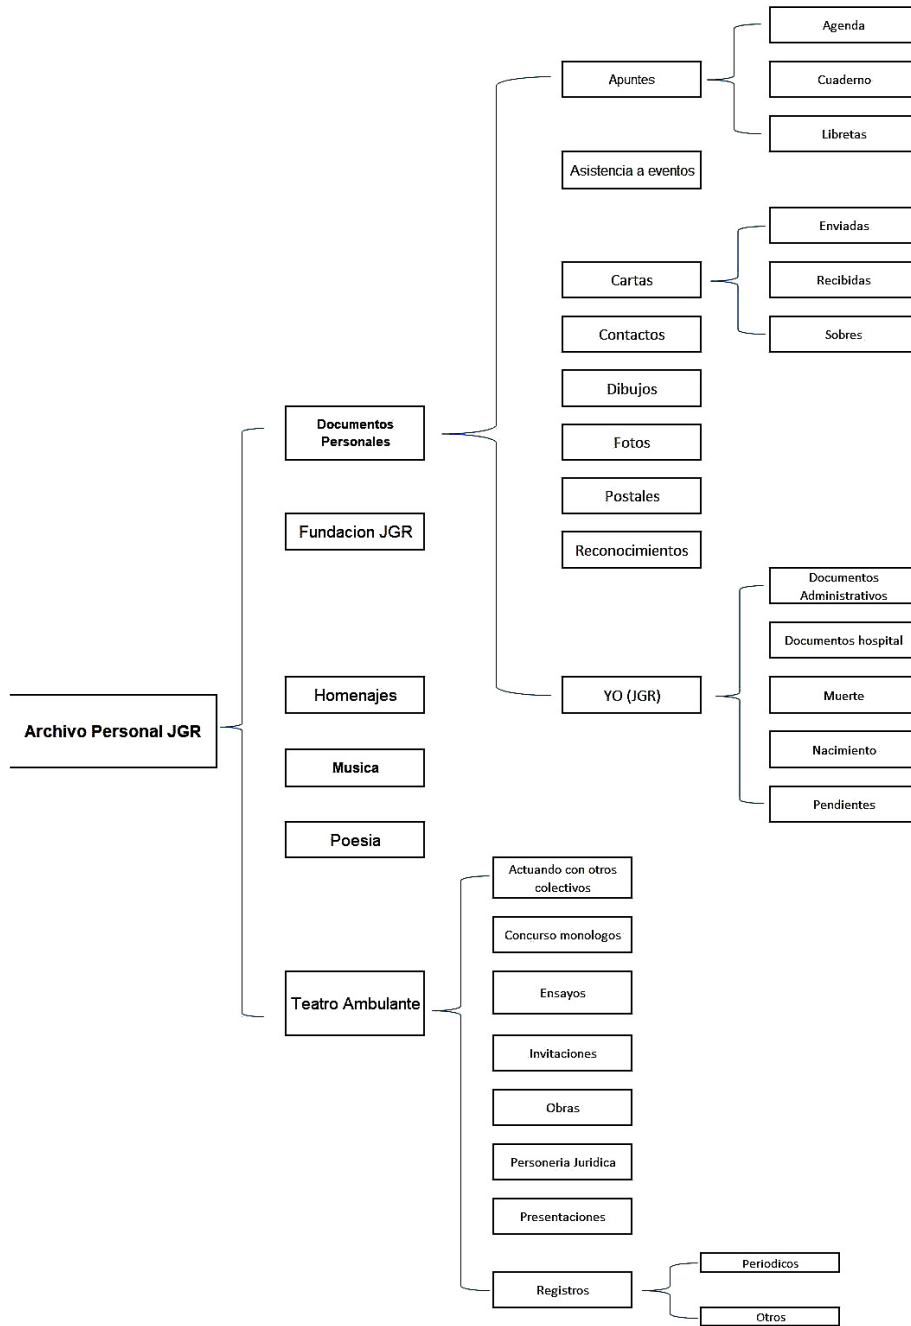 Archivo Personal JGR
Documentos
Personales
Apuntes
Agenda
Cuaderno
Libretas
Asistencia a eventos
Cartas
Enviadas
Recibidas
Sobres
Contactos
Dibujos
Fotos
Postales
Reconocimientos
YO (JGR)
Documentos
Administrativos
Documentos hospital
Muerte
Nacimiento
Pendientes
Fundacion JGR
Homenajes
Musica
Poesia
Teatro Ambulante
Actuando con otros
colectivos
Concurso monologos
Ensayos
Invitaciones
Obras
Personeria Juridica
Presentaciones
Registros
Periodicos
Otros